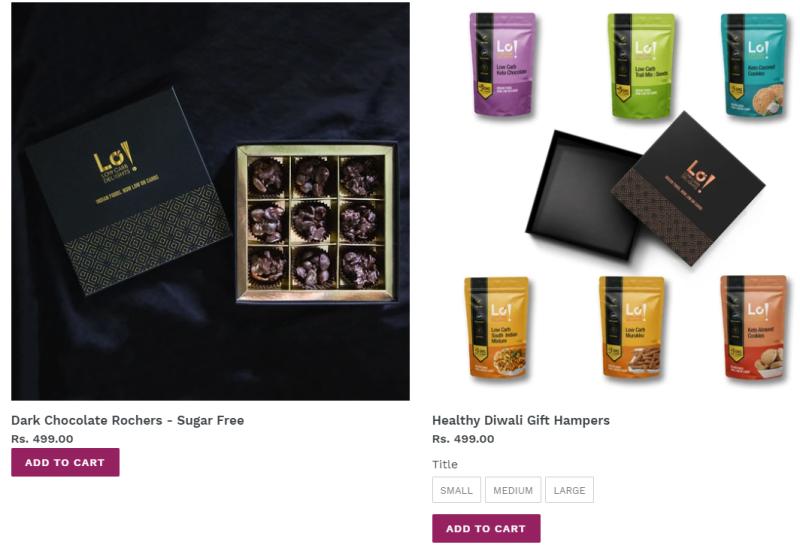 Lo!
LOW CARB
DELIGHTS
INDIAN FOODS, NOW LOW ON CARBS
Lo!
Low Carb
Keto Chocolate
Lo!
Low Carb
Trail Mix : Seeds
Lo!
Keto Coconut
Cookies
Lo!
Lo!
Low Carb
South Indian
Mixture
Lo!
Low Carb
Murukku
Lo!
Keto Almond
Cookies
Dark Chocolate Rochers - Sugar Free
Rs. 499.00
ADD TO CART
Healthy Diwali Gift Hampers
Rs. 499.00
Title
SMALL MEDIUM LARGE
ADD TO CART